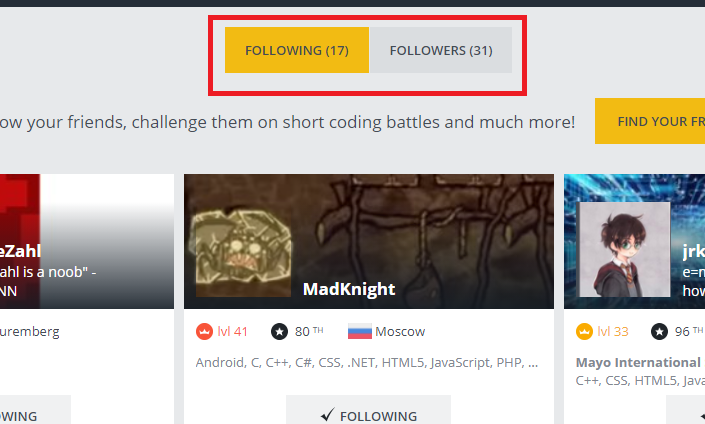 FOLLOWING (17)
FOLLOWERS (31)
ow your friends, challenge them on short coding battles and much more!
FIND YOUR FR
eZahl
ahl is a noob" -
NN
uremberg
OWING
MadKnight
lvl 41
80 TH
Moscow
Android, C, C++, C#, CSS, .NET, HTML5, JavaScript, PHP, ...
FOLLOWING
jrk
e=m
how
lvl 33
96 TH
Mayo International
C++, CSS, HTML5, Java